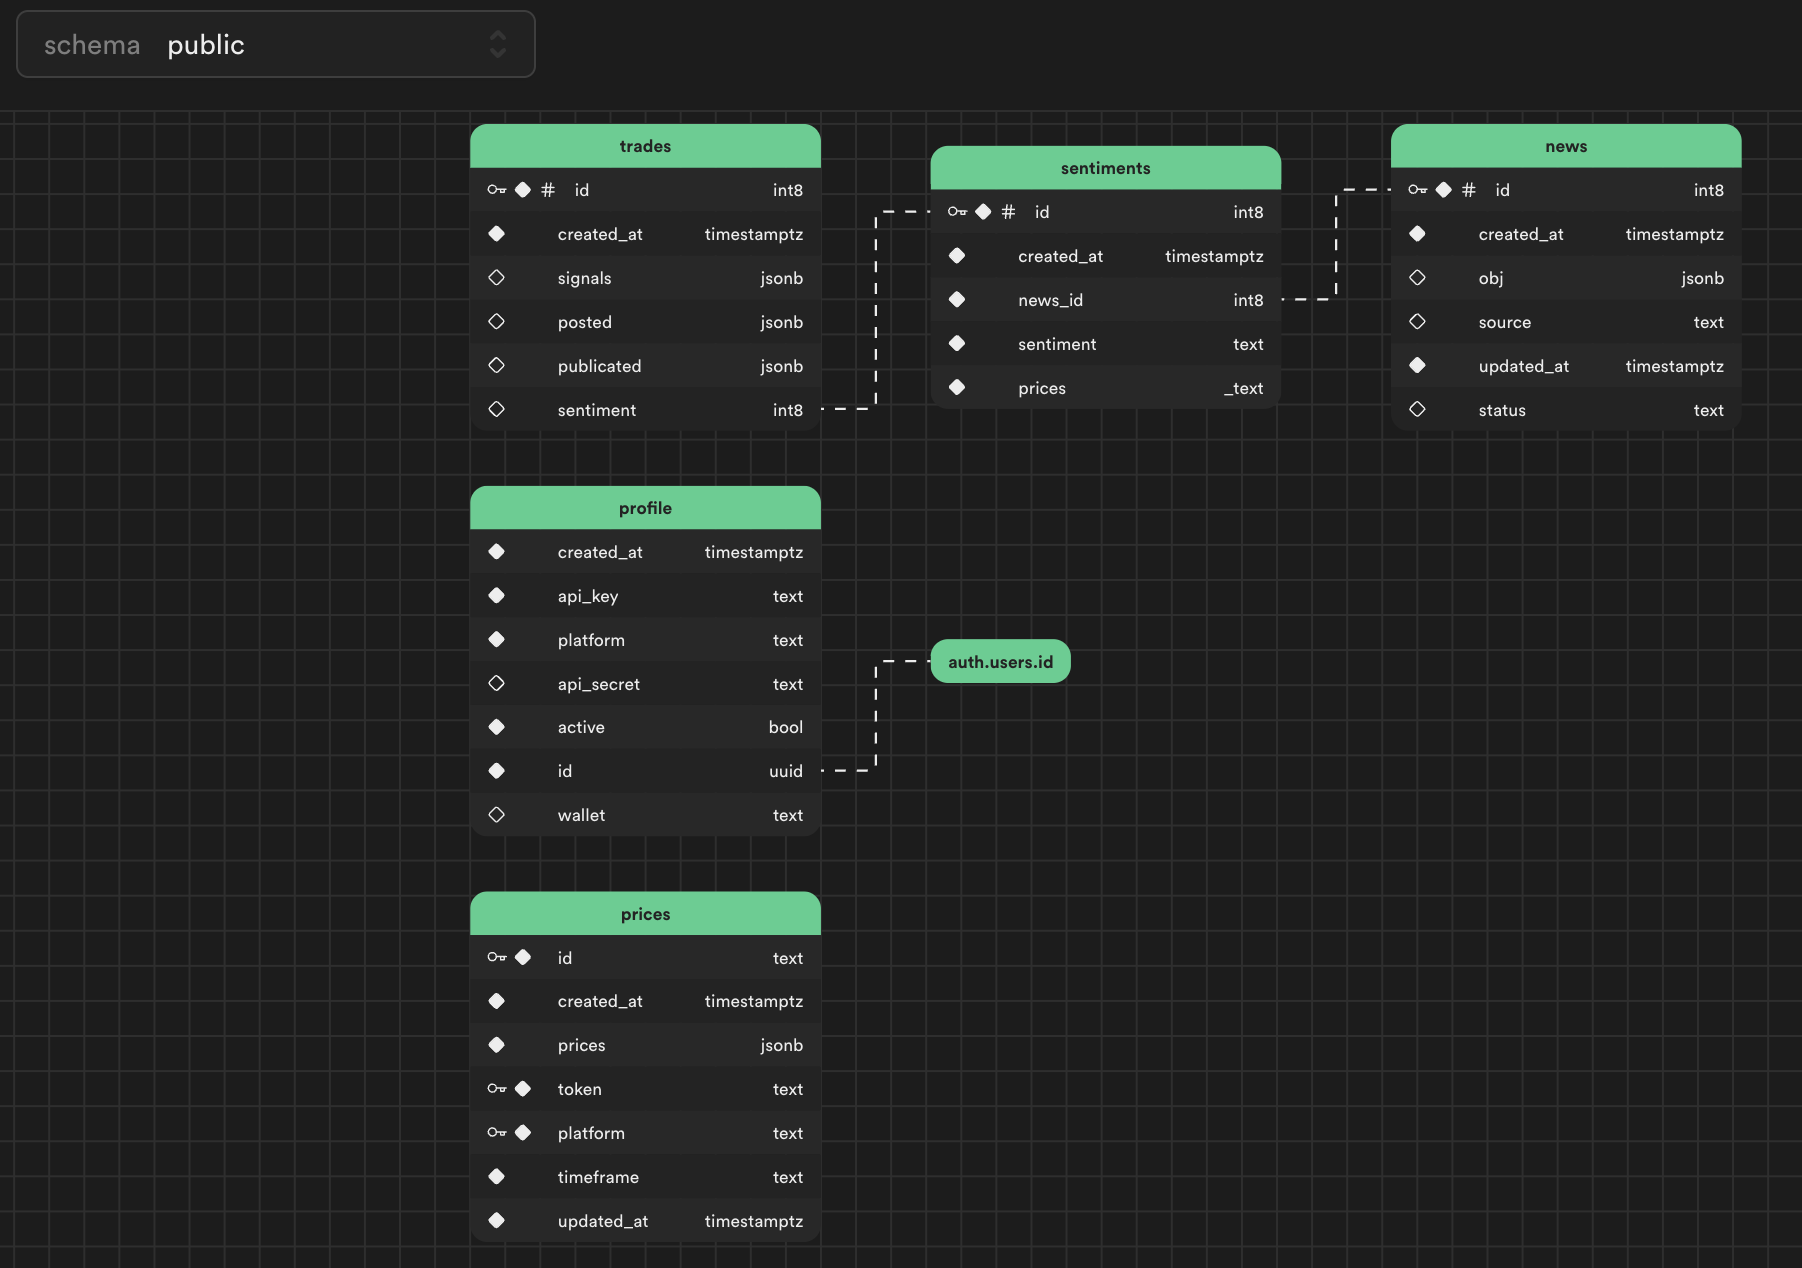 schema public
trades
# id int8
created_at timestamptz
signals jsonb
posted jsonb
publicated jsonb
sentiment int8
sentiments
# id int8
created_at timestamptz
news_id int8
sentiment text
prices _text
news
# id int8
created_at timestamptz
obj jsonb
source text
updated_at timestamptz
status text
profile
created_at timestamptz
api_key text
platform text
api_secret text
active bool
id uuid
wallet text
auth.users.id
prices
id text
created_at timestamptz
prices jsonb
token text
platform text
timeframe text
updated_at timestamptz